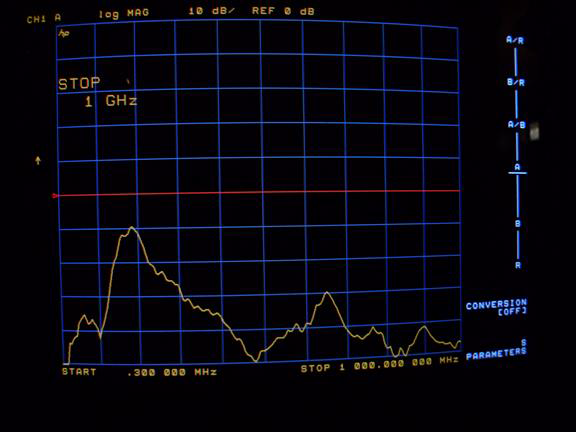 CH1 A log MAG 10 dB/ REF 0 dB
hp
STOP
1 GHz
A/R
B/R
A/B
A
B
R
CONVERSION
[OFF]
S
PARAMETERS
START .300 000 MHz STOP 1 000.000 000 MHz